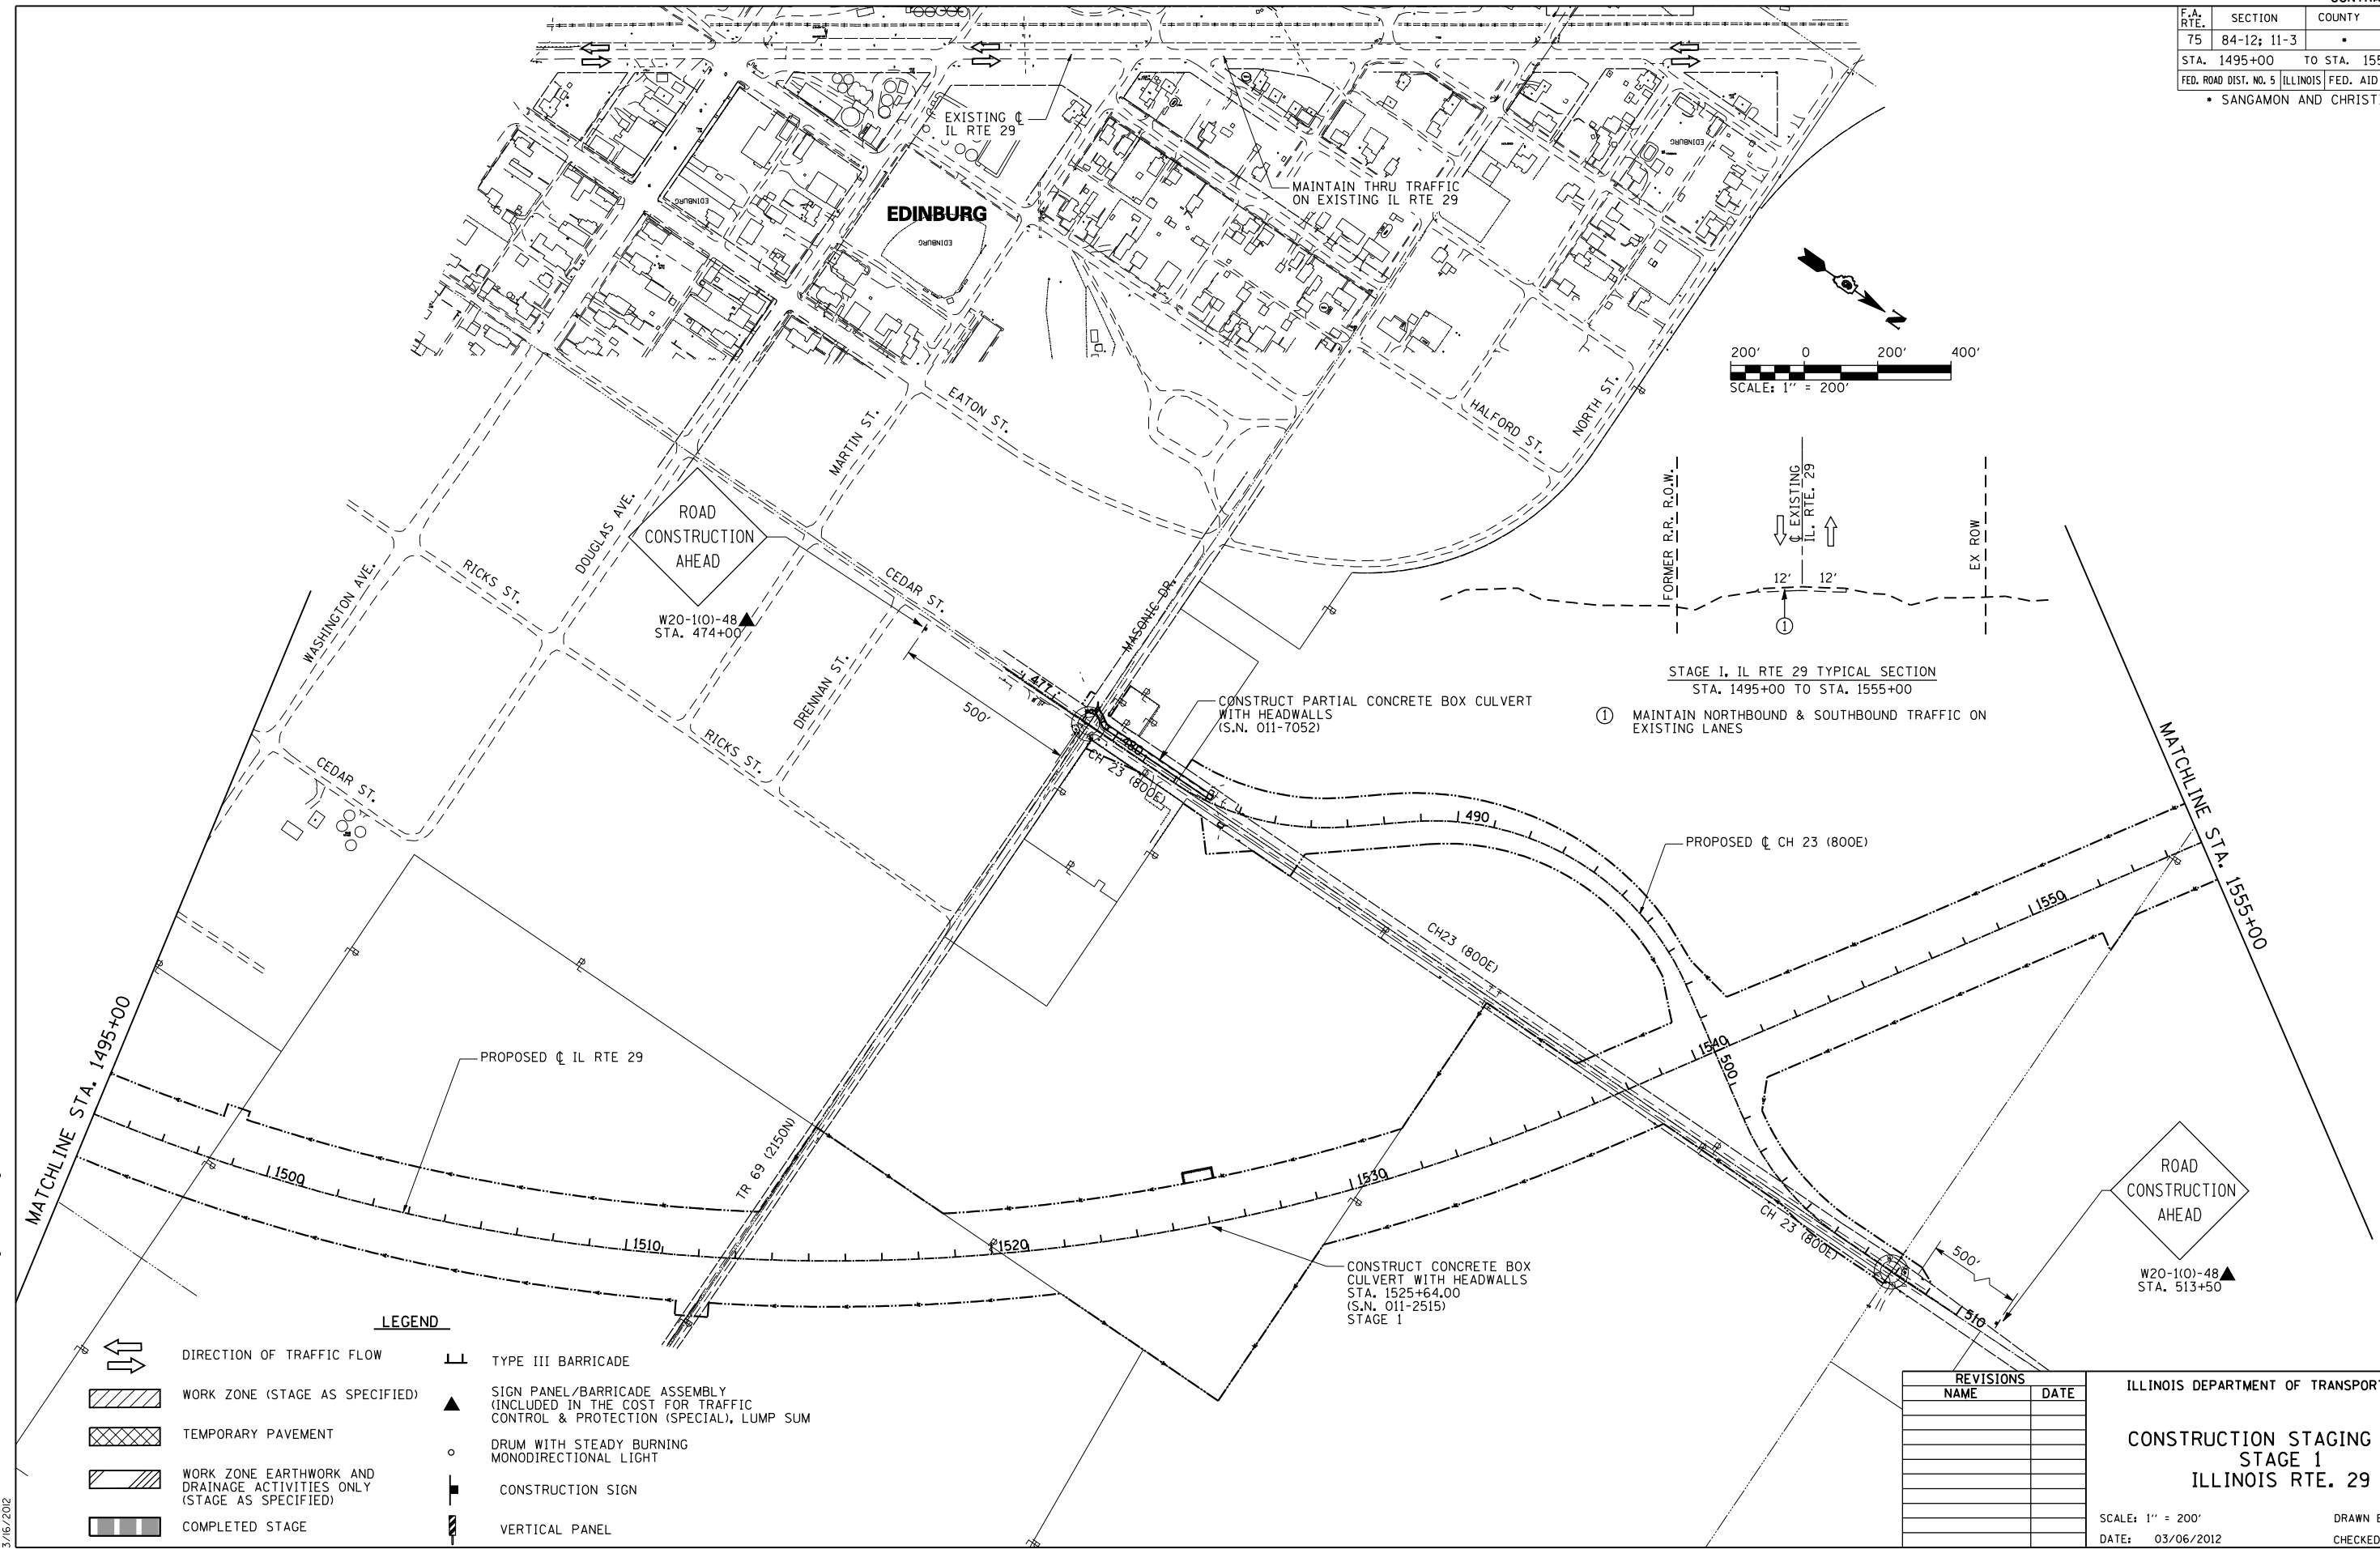 F.A.
RTE.
SECTION
COUNTY
75
84-12; 11-3
*
STA. 1495+00 TO STA.
FED. ROAD DIST. NO. 5
ILLINOIS
FED. AID
* SANGAMON AND
EXISTING ℄
IL RTE 29
MAINTAIN THRU TRAFFIC
ON EXISTING IL RTE 29
EDINBURG
EDINBURG
EDINBURG
EDINBURG
N
200' 0 200' 400'
SCALE: 1'' = 200'
EATON ST.
MARTIN ST.
HALFORD ST.
NORTH ST.
DOUGLAS AVE.
ROAD
CONSTRUCTION
AHEAD
W20-1(O)-48
STA. 474+00
WASHINGTON AVE.
RICKS ST.
CEDAR ST.
MASONIC DR.
DRENNAN ST.
RICKS ST.
CEDAR ST.
500'
477
480
CH 23 (800E)
CONSTRUCT PARTIAL CONCRETE BOX CULVERT
WITH HEADWALLS
(S.N. 011-7052)
FORMER R.R. R.O.W.
℄ EXISTING
IL. RTE. 29
EX ROW
12' 12'
1
STAGE I, IL RTE 29 TYPICAL SECTION
STA. 1495+00 TO STA. 1555+00
1 MAINTAIN NORTHBOUND & SOUTHBOUND TRAFFIC ON
EXISTING LANES
MATCHLINE STA. 1555+00
490
PROPOSED ℄ CH 23 (800E)
1550
CH23 (800E)
1540
500
MATCHLINE STA. 1495+00
PROPOSED ℄ IL RTE 29
TR 69 (2150N)
1500
1510
1520
1530
CH 23 (800E)
CONSTRUCT CONCRETE BOX
CULVERT WITH HEADWALLS
STA. 1525+64.00
(S.N. 011-2515)
STAGE 1
500'
510
ROAD
CONSTRUCTION
AHEAD
W20-1(O)-48
STA. 513+50
LEGEND
DIRECTION OF TRAFFIC FLOW
WORK ZONE (STAGE AS SPECIFIED)
TEMPORARY PAVEMENT
WORK ZONE EARTHWORK AND
DRAINAGE ACTIVITIES ONLY
(STAGE AS SPECIFIED)
COMPLETED STAGE
TYPE III BARRICADE
SIGN PANEL/BARRICADE ASSEMBLY
(INCLUDED IN THE COST FOR TRAFFIC
CONTROL & PROTECTION (SPECIAL), LUMP SUM
DRUM WITH STEADY BURNING
MONODIRECTIONAL LIGHT
CONSTRUCTION SIGN
VERTICAL PANEL
REVISIONS
NAME
DATE
ILLINOIS DEPARTMENT OF
CONSTRUCTION STAGING
STAGE 1
ILLINOIS RTE. 29
SCALE: 1'' = 200'
DRAWN
DATE: 03/06/2012
CHECKED
3/16/2012